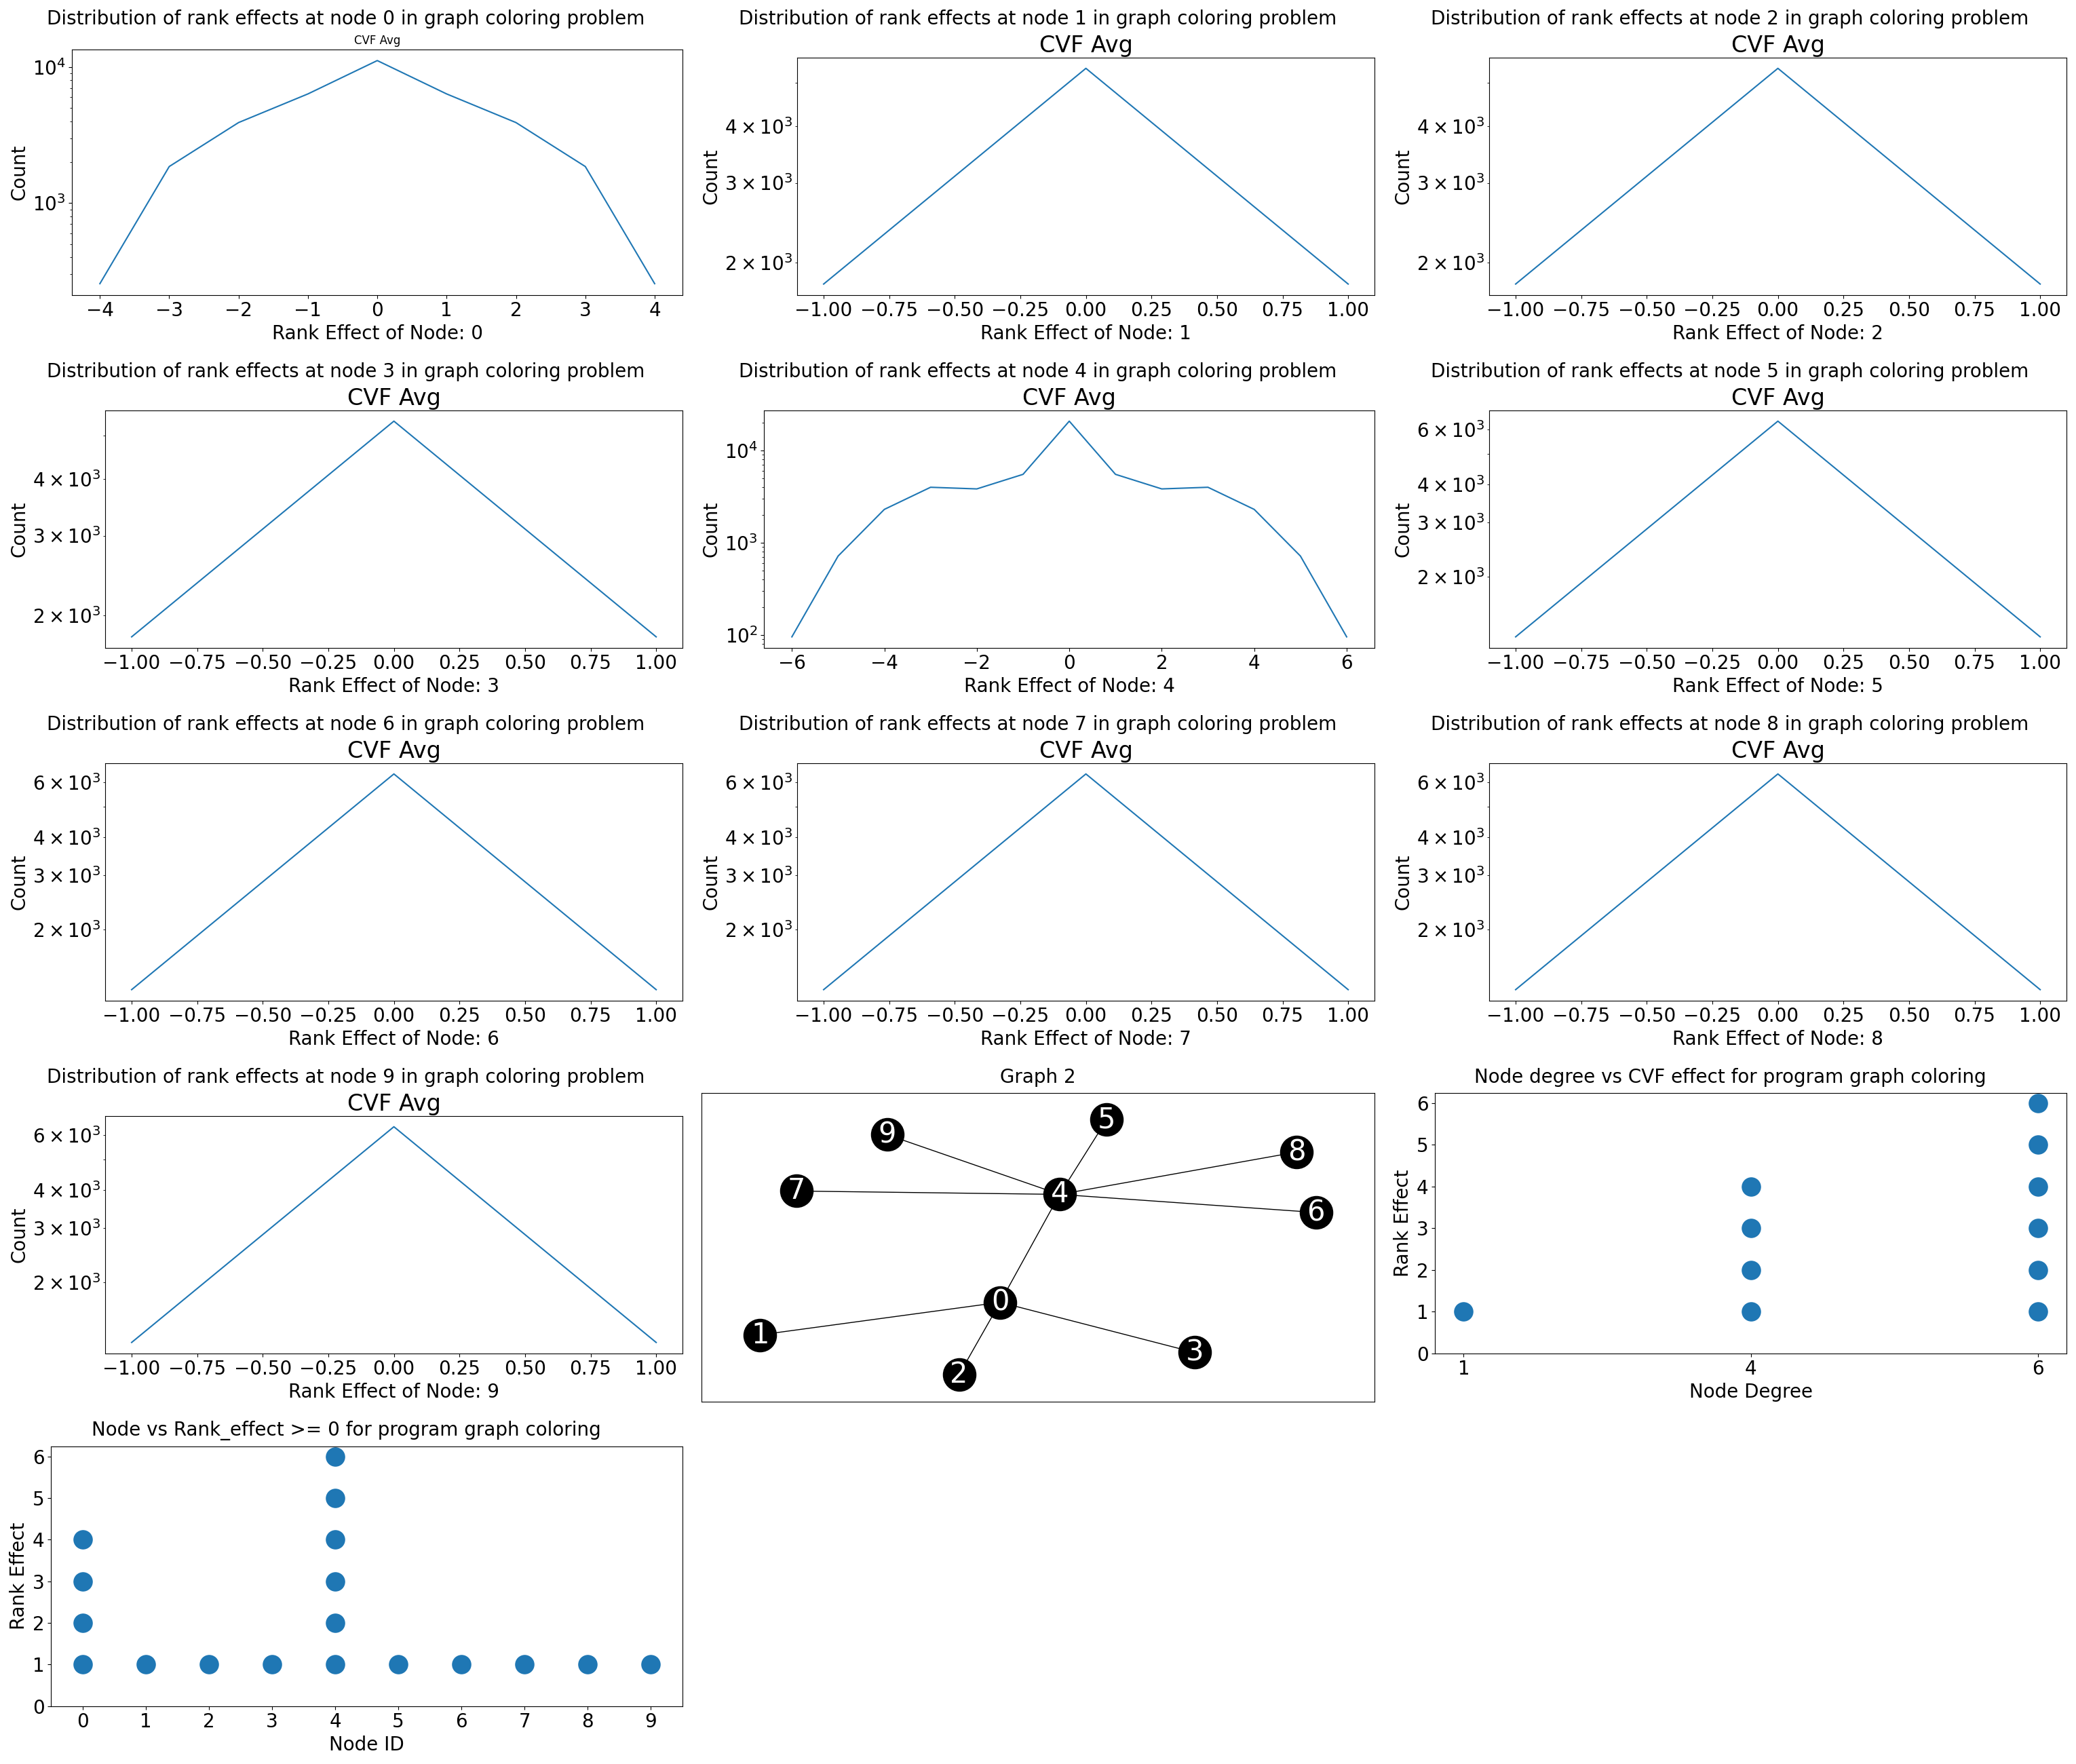 Distribution of rank effects at node 0 in graph coloring problem
CVF Avg
10^4
10^3
Count
−4 −3 −2 −1 0 1 2 3 4
Rank Effect of Node: 0
Distribution of rank effects at node 1 in graph coloring problem
CVF Avg
4 × 10^3
3 × 10^3
2 × 10^3
Count
−1.00 −0.75 −0.50 −0.25 0.00 0.25 0.50 0.75 1.00
Rank Effect of Node: 1
Distribution of rank effects at node 2 in graph coloring problem
CVF Avg
4 × 10^3
3 × 10^3
2 × 10^3
Count
−1.00 −0.75 −0.50 −0.25 0.00 0.25 0.50 0.75 1.00
Rank Effect of Node: 2
Distribution of rank effects at node 3 in graph coloring problem
CVF Avg
4 × 10^3
3 × 10^3
2 × 10^3
Count
−1.00 −0.75 −0.50 −0.25 0.00 0.25 0.50 0.75 1.00
Rank Effect of Node: 3
Distribution of rank effects at node 4 in graph coloring problem
CVF Avg
10^4
10^3
10^2
Count
−6 −4 −2 0 2 4 6
Rank Effect of Node: 4
Distribution of rank effects at node 5 in graph coloring problem
CVF Avg
6 × 10^3
4 × 10^3
3 × 10^3
2 × 10^3
Count
−1.00 −0.75 −0.50 −0.25 0.00 0.25 0.50 0.75 1.00
Rank Effect of Node: 5
Distribution of rank effects at node 6 in graph coloring problem
CVF Avg
6 × 10^3
4 × 10^3
3 × 10^3
2 × 10^3
Count
−1.00 −0.75 −0.50 −0.25 0.00 0.25 0.50 0.75 1.00
Rank Effect of Node: 6
Distribution of rank effects at node 7 in graph coloring problem
CVF Avg
6 × 10^3
4 × 10^3
3 × 10^3
2 × 10^3
Count
−1.00 −0.75 −0.50 −0.25 0.00 0.25 0.50 0.75 1.00
Rank Effect of Node: 7
Distribution of rank effects at node 8 in graph coloring problem
CVF Avg
6 × 10^3
4 × 10^3
3 × 10^3
2 × 10^3
Count
−1.00 −0.75 −0.50 −0.25 0.00 0.25 0.50 0.75 1.00
Rank Effect of Node: 8
Distribution of rank effects at node 9 in graph coloring problem
CVF Avg
6 × 10^3
4 × 10^3
3 × 10^3
2 × 10^3
Count
−1.00 −0.75 −0.50 −0.25 0.00 0.25 0.50 0.75 1.00
Rank Effect of Node: 9
Graph 2
5
9
8
7
4
6
0
1
3
2
Node degree vs CVF effect for program graph coloring
6
5
4
3
2
1
0
Rank Effect
1 4 6
Node Degree
Node vs Rank_effect >= 0 for program graph coloring
6
5
4
3
2
1
0
Rank Effect
0 1 2 3 4 5 6 7 8 9
Node ID